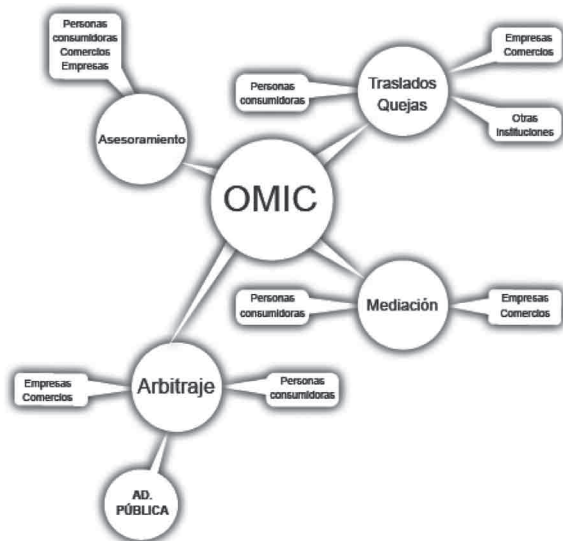 Personas
consumidoras
Comercios
Empresas
Asesoramiento
OMIC
Traslados
Quejas
Personas
consumidoras
Empresas
Comercios
Otras
Instituciones
Mediación
Personas
consumidoras
Empresas
Comercios
Arbitraje
Empresas
Comercios
Personas
consumidoras
AD.
PÚBLICA